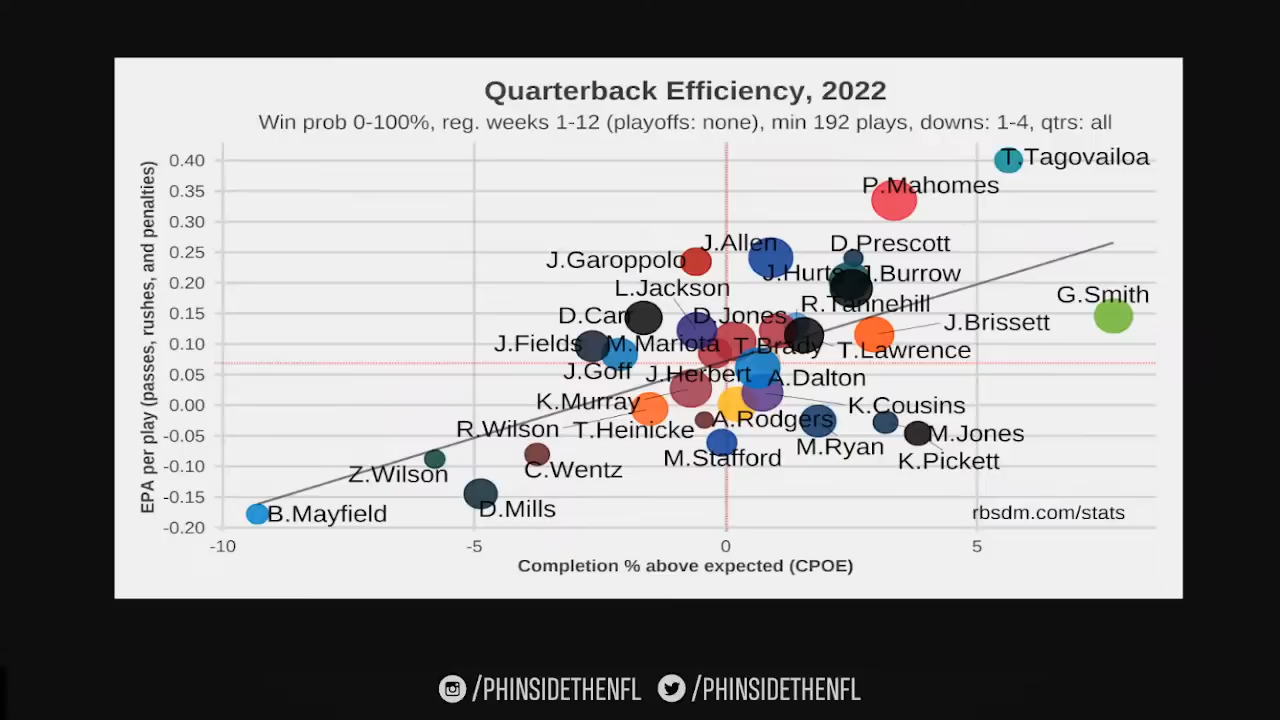 Quarterback Efficiency, 2022
Win prob 0-100%, reg. weeks 1-12 (playoffs: none), min 192 plays, downs: 1-4, qtrs: all
EPA per play (passes, rushes, and penalties)
0.40
0.35
0.30
0.25
0.20
0.15
0.10
0.05
0.00
-0.05
-0.10
-0.15
-0.20
T.Tagovailoa
P.Mahomes
J.Allen
D.Prescott
J.Garoppolo
J.Hurts
J.Burrow
L.Jackson
G.Smith
R.Tannehill
D.Carr
D.Jones
J.Brissett
J.Fields
M.Mariota
T.Brady
T.Lawrence
J.Goff
J.Herbert
A.Dalton
K.Murray
K.Cousins
R.Wilson
T.Heinicke
A.Rodgers
M.Jones
M.Ryan
M.Stafford
K.Pickett
Z.Wilson
C.Wentz
B.Mayfield
D.Mills
rbsdm.com/stats
-10
-5
0
5
Completion % above expected (CPOE)
/PHINSIDETHENFL
/PHINSIDETHENFL